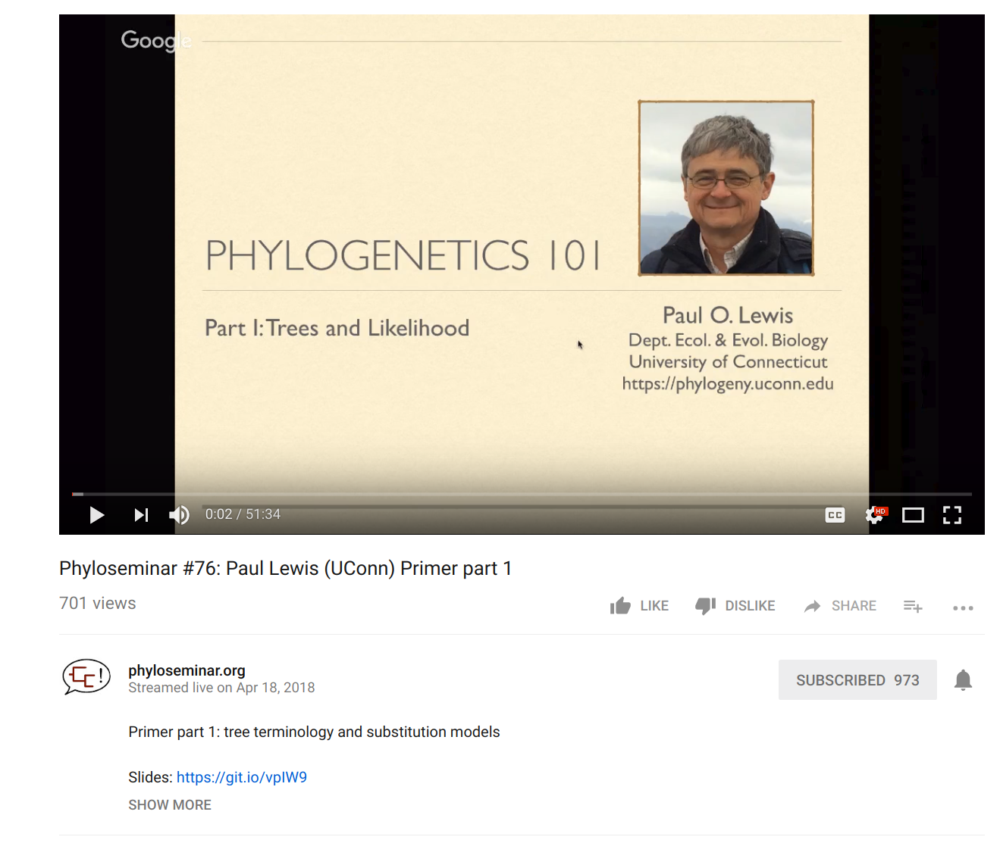 Google
PHYLOGENETICS 101
Part I: Trees and Likelihood
Paul O. Lewis
Dept. Ecol. & Evol. Biology
University of Connecticut
https://phylogeny.uconn.edu
0:02 / 51:34
CC
HD
Phyloseminar #76: Paul Lewis (UConn) Primer part 1
701 views
LIKE
DISLIKE
SHARE
phyloseminar.org
Streamed live on Apr 18, 2018
SUBSCRIBED 973
Primer part 1: tree terminology and substitution models
Slides: https://git.io/vpIW9
SHOW MORE